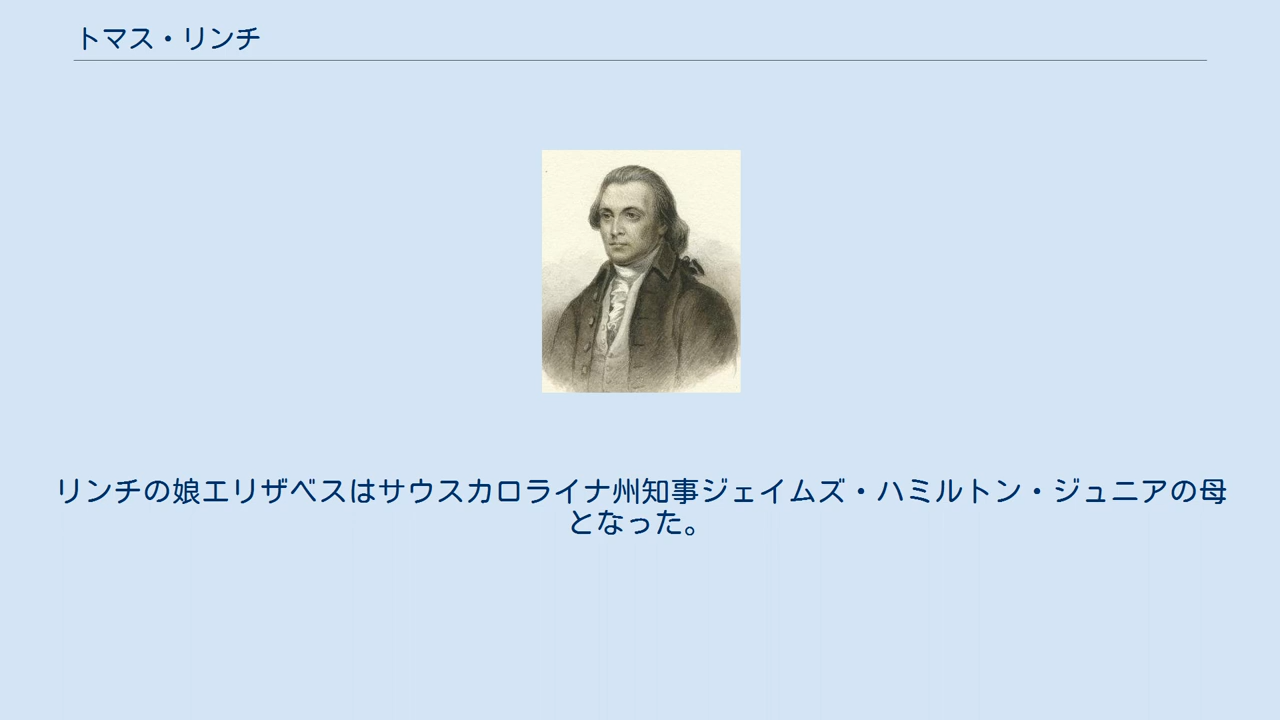 トマス・リンチ
リンチの娘エリザベスはサウスカロライナ州知事ジェイムズ・ハミルトン・ジュニアの母
となった。